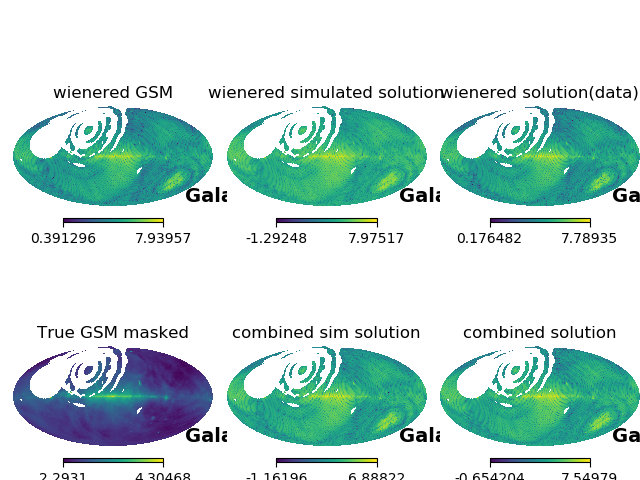 wienered GSM
wienered simulated solution
wienered solution(data)
Gala
Gala
Ga
0.391296 7.93957
-1.29248 7.97517
0.176482 7.78935
True GSM masked
combined sim solution
combined solution
Gala
Gala
Ga
2.2931 4.30468
-1.16196 6.88822
-0.654204 7.54979